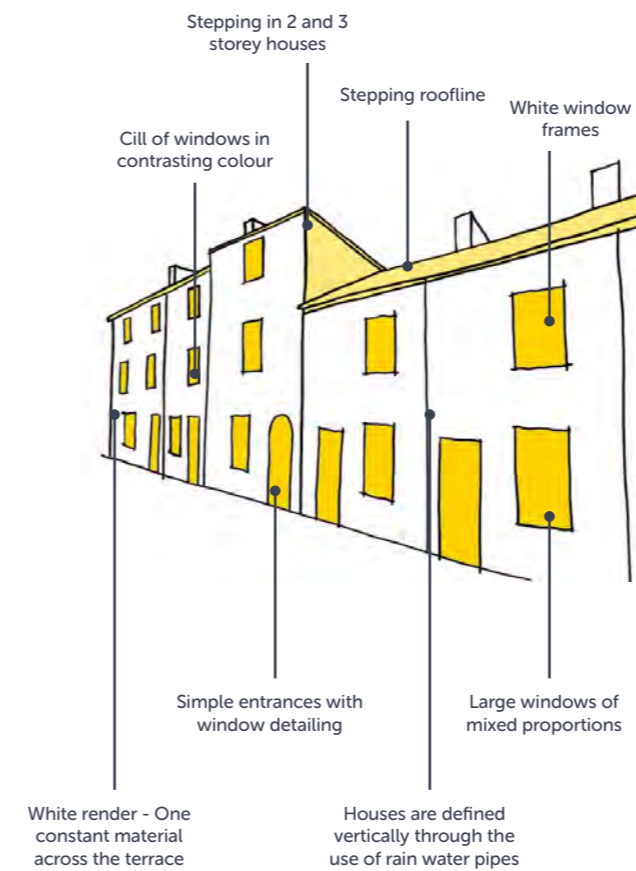 Stepping in 2 and 3
storey houses
Stepping roofline
White window
frames
Cill of windows in
contrasting colour
Simple entrances with
window detailing
Large windows of
mixed proportions
White render - One
constant material
across the terrace
Houses are defined
vertically through the
use of rain water pipes